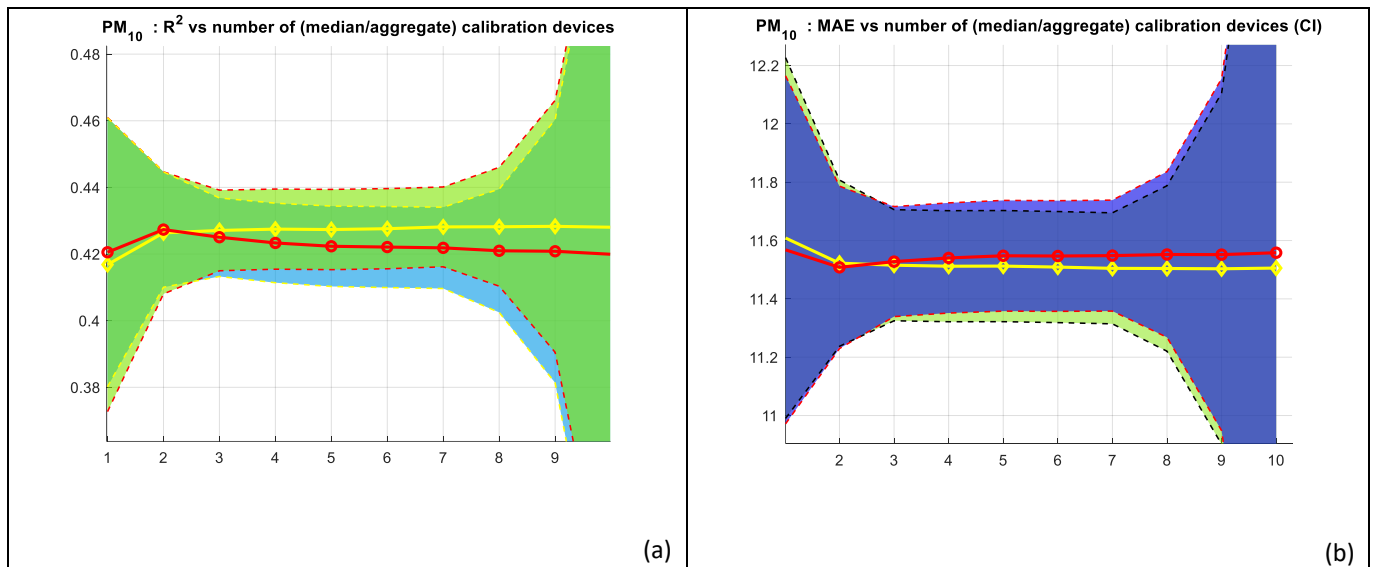 PM10 : R2 vs number of (median/aggregate) calibration devices
0.48
0.46
0.44
0.42
0.4
0.38
1 2 3 4 5 6 7 8 9
(a)
PM10 : MAE vs number of (median/aggregate) calibration devices (CI)
12.2
12
11.8
11.6
11.4
11.2
11
2 3 4 5 6 7 8 9 10
(b)